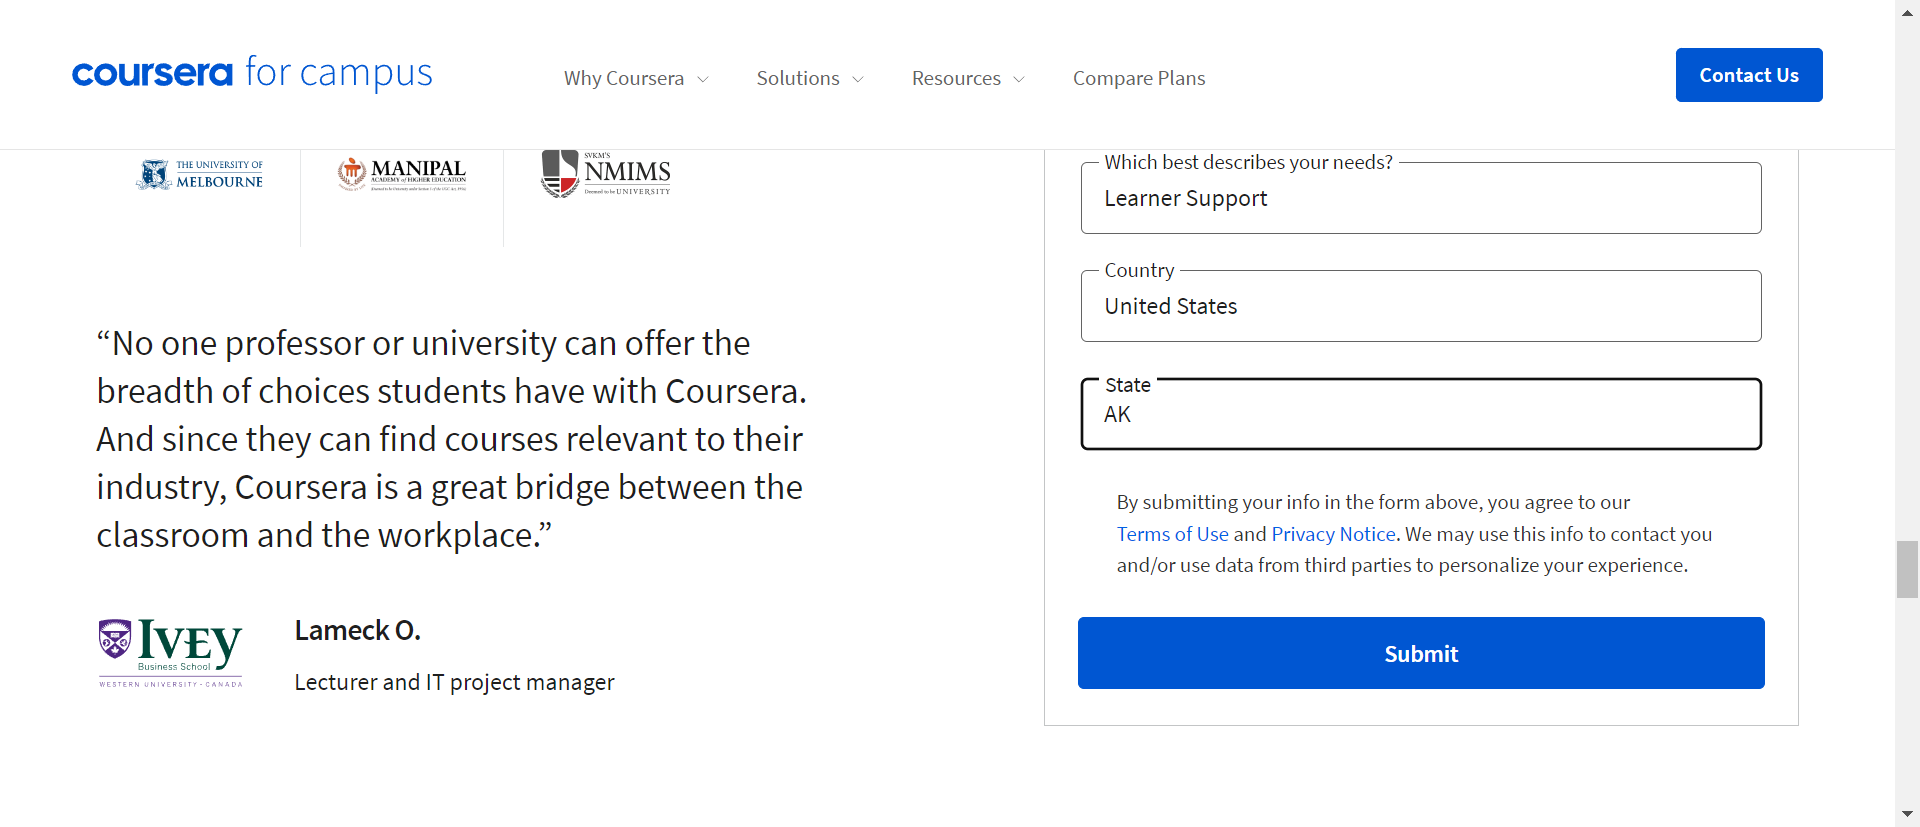 coursera for campus
Why Coursera
Solutions
Resources
Compare Plans
Contact Us
THE UNIVERSITY OF
MELBOURNE
MANIPAL
ACADEMY of HIGHER EDUCATION
SVKM'S
NMIMS
Deemed to be UNIVERSITY
“No one professor or university can offer the
breadth of choices students have with Coursera.
And since they can find courses relevant to their
industry, Coursera is a great bridge between the
classroom and the workplace.”
IVEY
Business School
WESTERN UNIVERSITY · CANADA
Lameck O.
Lecturer and IT project manager
Which best describes your needs?
Learner Support
Country
United States
State
AK
By submitting your info in the form above, you agree to our
Terms of Use and Privacy Notice. We may use this info to contact you
and/or use data from third parties to personalize your experience.
Submit